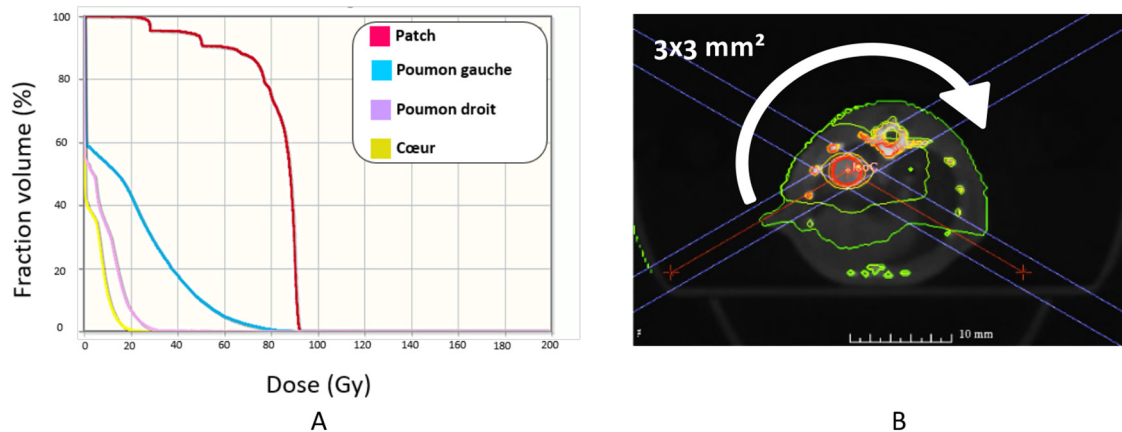 Patch
Poumon gauche
Poumon droit
Cœur
Fraction volume (%)
100
80
60
40
20
0
0 20 40 60 80 100 120 140 160 180 200
Dose (Gy)
A
3x3 mm²
IsoC
10 mm
B